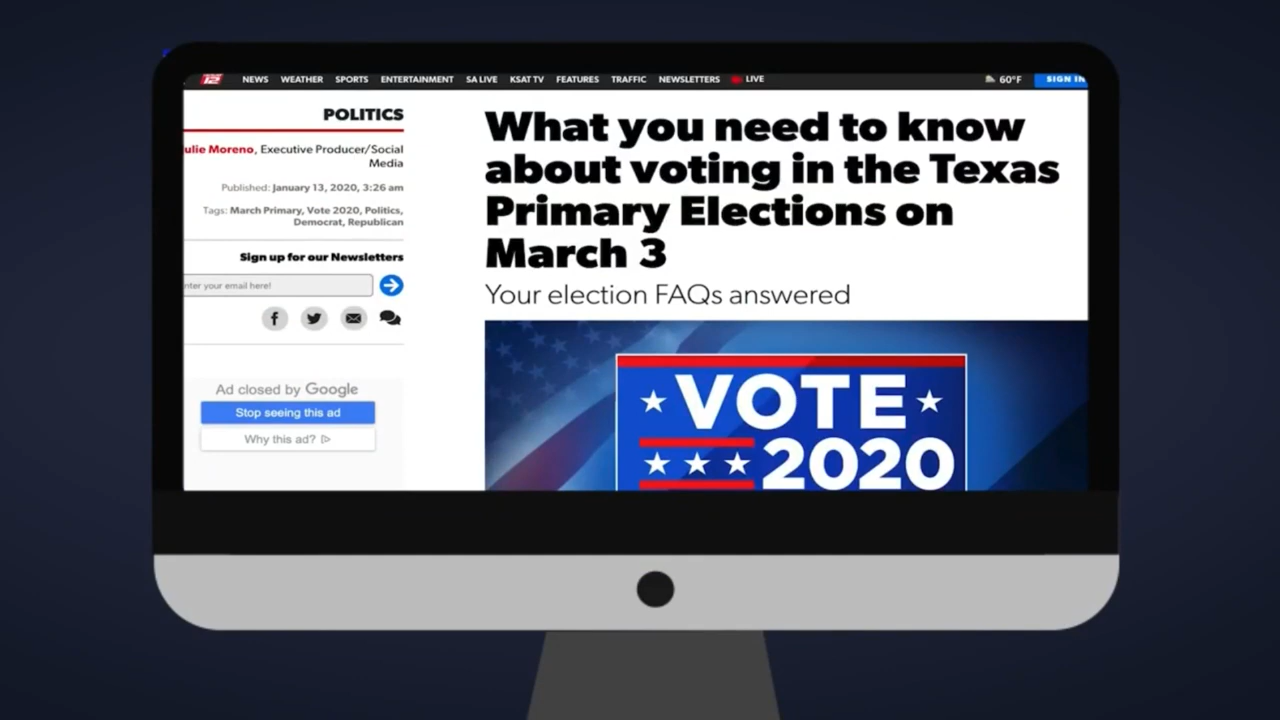 12 NEWS WEATHER SPORTS ENTERTAINMENT SA LIVE KSAT TV FEATURES TRAFFIC NEWSLETTERS LIVE 60°F SIGN IN
POLITICS
ulie Moreno, Executive Producer/Social
Media
Published: January 13, 2020, 3:26 am
Tags: March Primary, Vote 2020, Politics,
Democrat, Republican
Sign up for our Newsletters
nter your email here!
f
Ad closed by Google
Stop seeing this ad
Why this ad?
What you need to know
about voting in the Texas
Primary Elections on
March 3
Your election FAQs answered
VOTE
2020